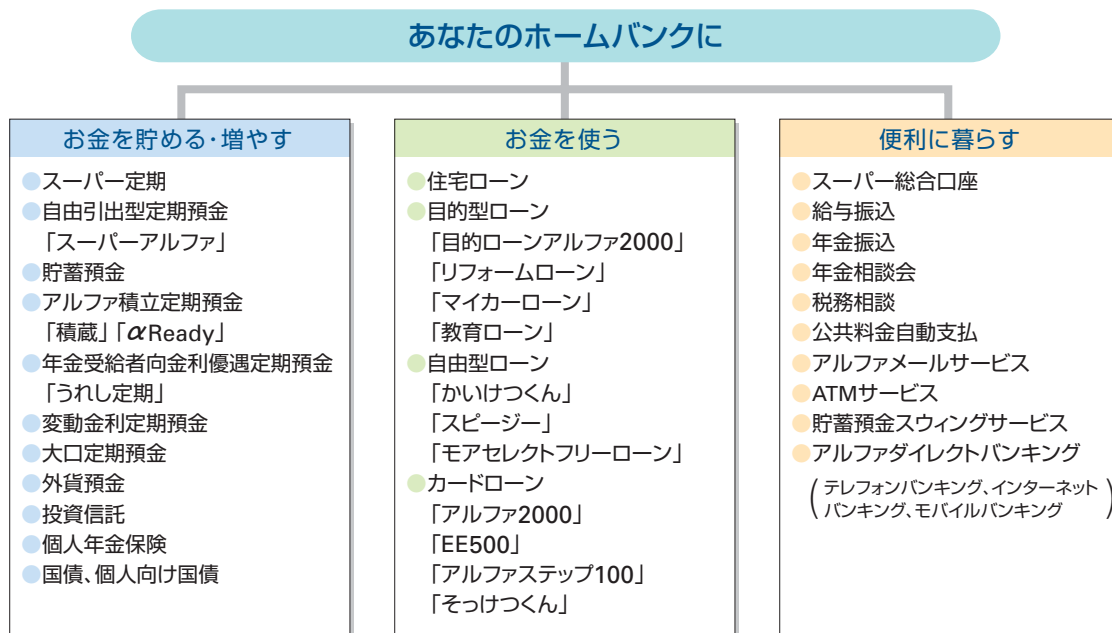 あなたのホームバンクに
お金を貯める・増やす
●スーパー定期
●自由引出型定期預金
「スーパーアルファ」
●貯蓄預金
●アルファ積立定期預金
「積蔵」「αReady」
●年金受給者向金利優遇定期預金
「うれし定期」
●変動金利定期預金
●大口定期預金
●外貨預金
●投資信託
●個人年金保険
●国債、個人向け国債
お金を使う
●住宅ローン
●目的型ローン
「目的ローンアルファ2000」
「リフォームローン」
「マイカーローン」
「教育ローン」
●自由型ローン
「かいけつくん」
「スピージー」
「モアセレクトフリーローン」
●カードローン
「アルファ2000」
「EE500」
「アルファステップ100」
「そっけつくん」
便利に暮らす
●スーパー総合口座
●給与振込
●年金振込
●年金相談会
●税務相談
●公共料金自動支払
●アルファメールサービス
●ATMサービス
●貯蓄預金スウィングサービス
●アルファダイレクトバンキング
(テレフォンバンキング、インターネット
バンキング、モバイルバンキング)